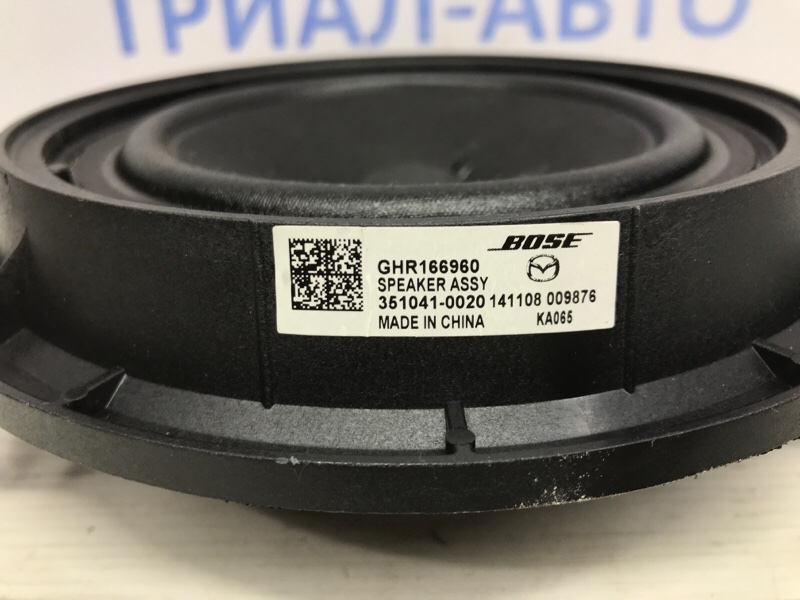 ТРИАЛ-АВТО
BOSE
GHR166960
SPEAKER ASSY
351041-0020 141108 009876
MADE IN CHINA KA065